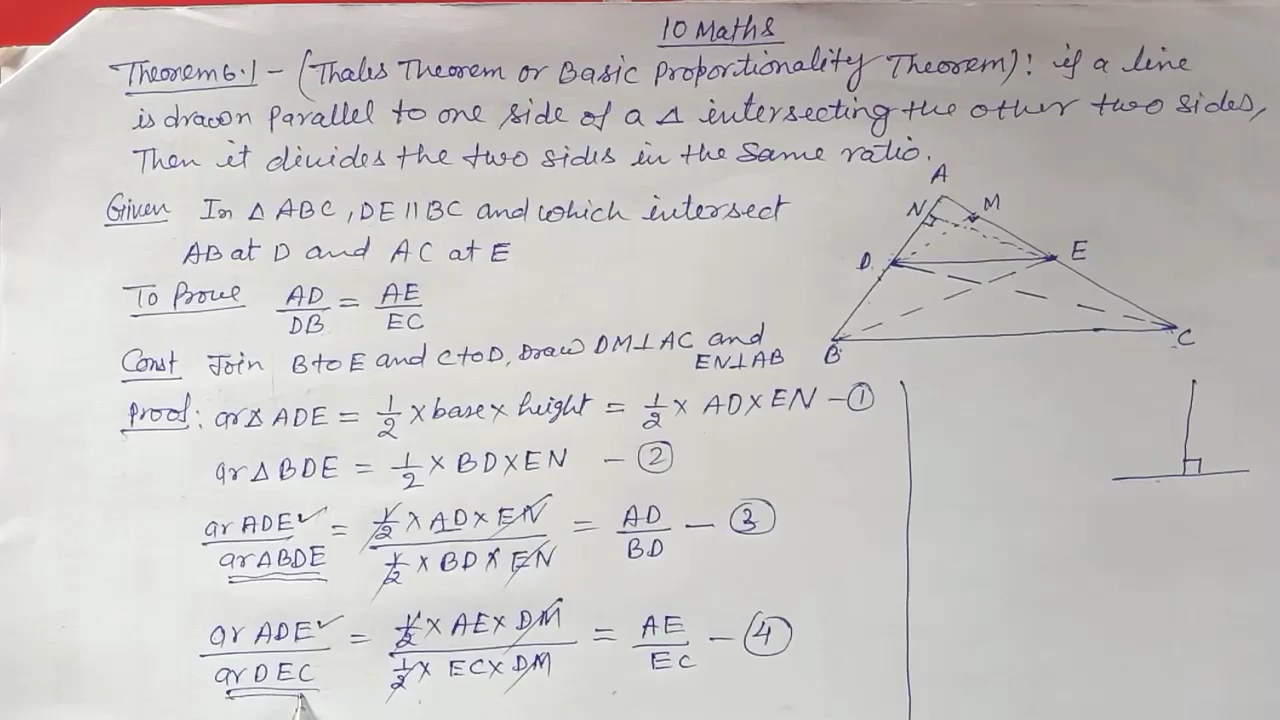 10 Maths
Theorem 6.1 - (Thales Theorem or Basic Proportionality Theorem): if a line
is drawn parallel to one side of a Δ intersecting the other two sides,
Then it divides the two sides in the same ratio.
Given In Δ ABC, DE || BC and which intersect
AB at D and AC at E
To Prove AD/DB = AE/EC
Const Join B to E and C to D, Draw DM⊥AC and
EN⊥AB
Proof: ar Δ ADE = 1/2 × base × height = 1/2 × AD × EN - ①
ar Δ BDE = 1/2 × BD × EN - ②
ar ADE/ar ΔBDE = 1/2 × AD × EN / 1/2 × BD × EN = AD/BD - ③
ar ADE/ar DEC = 1/2 × AE × DM / 1/2 × EC × DM = AE/EC - ④
A
N M
D E
B C